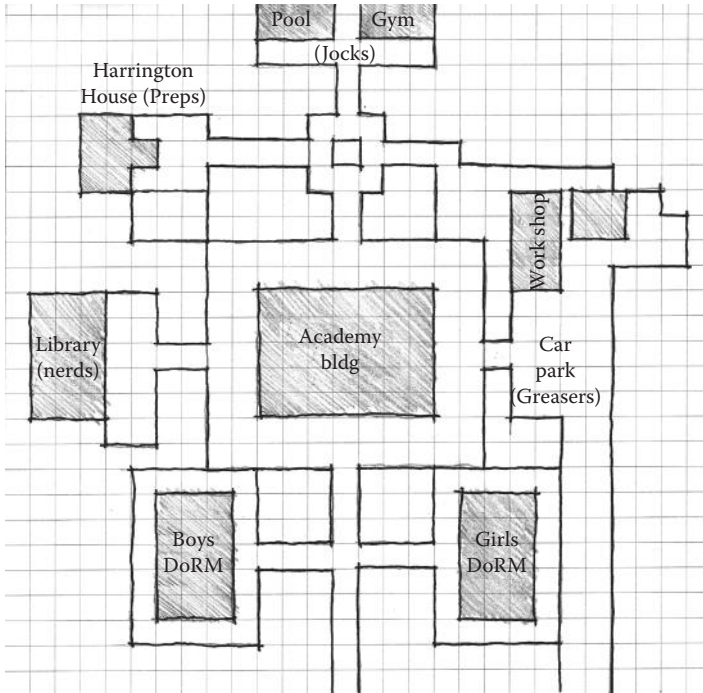 Pool
Gym
(Jocks)
Harrington
House (Preps)
Work shop
Library
(nerds)
Academy
bldg
Car
park
(Greasers)
Boys
DoRM
Girls
DoRM